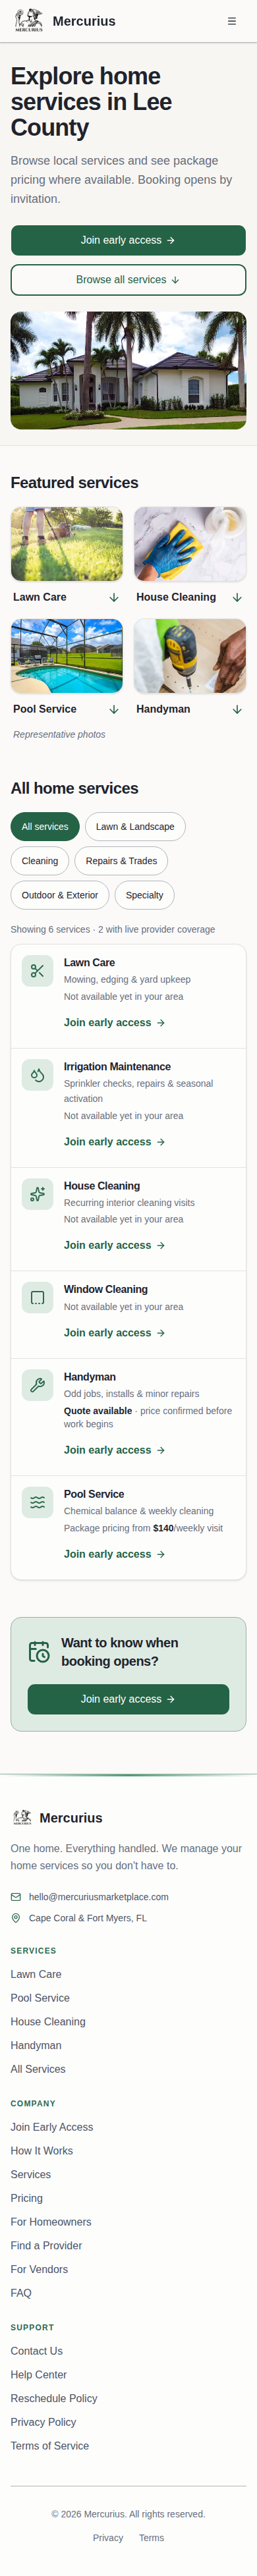 MERCURIUS
Mercurius
Explore home
services in Lee
County
Browse local services and see package
pricing where available. Booking opens by
invitation.
Join early access
Browse all services
Featured services
Lawn Care
House Cleaning
Pool Service
Handyman
Representative photos
All home services
All services
Lawn & Landscape
Cleaning
Repairs & Trades
Outdoor & Exterior
Specialty
Showing 6 services · 2 with live provider coverage
Lawn Care
Mowing, edging & yard upkeep
Not available yet in your area
Join early access
Irrigation Maintenance
Sprinkler checks, repairs & seasonal
activation
Not available yet in your area
Join early access
House Cleaning
Recurring interior cleaning visits
Not available yet in your area
Join early access
Window Cleaning
Not available yet in your area
Join early access
Handyman
Odd jobs, installs & minor repairs
Quote available · price confirmed before
work begins
Join early access
Pool Service
Chemical balance & weekly cleaning
Package pricing from $140/weekly visit
Join early access
Want to know when
booking opens?
Join early access
MERCURIUS
Mercurius
One home. Everything handled. We manage your
home services so you don't have to.
hello@mercuriusmarketplace.com
Cape Coral & Fort Myers, FL
SERVICES
Lawn Care
Pool Service
House Cleaning
Handyman
All Services
COMPANY
Join Early Access
How It Works
Services
Pricing
For Homeowners
Find a Provider
For Vendors
FAQ
SUPPORT
Contact Us
Help Center
Reschedule Policy
Privacy Policy
Terms of Service
© 2026 Mercurius. All rights reserved.
Privacy
Terms